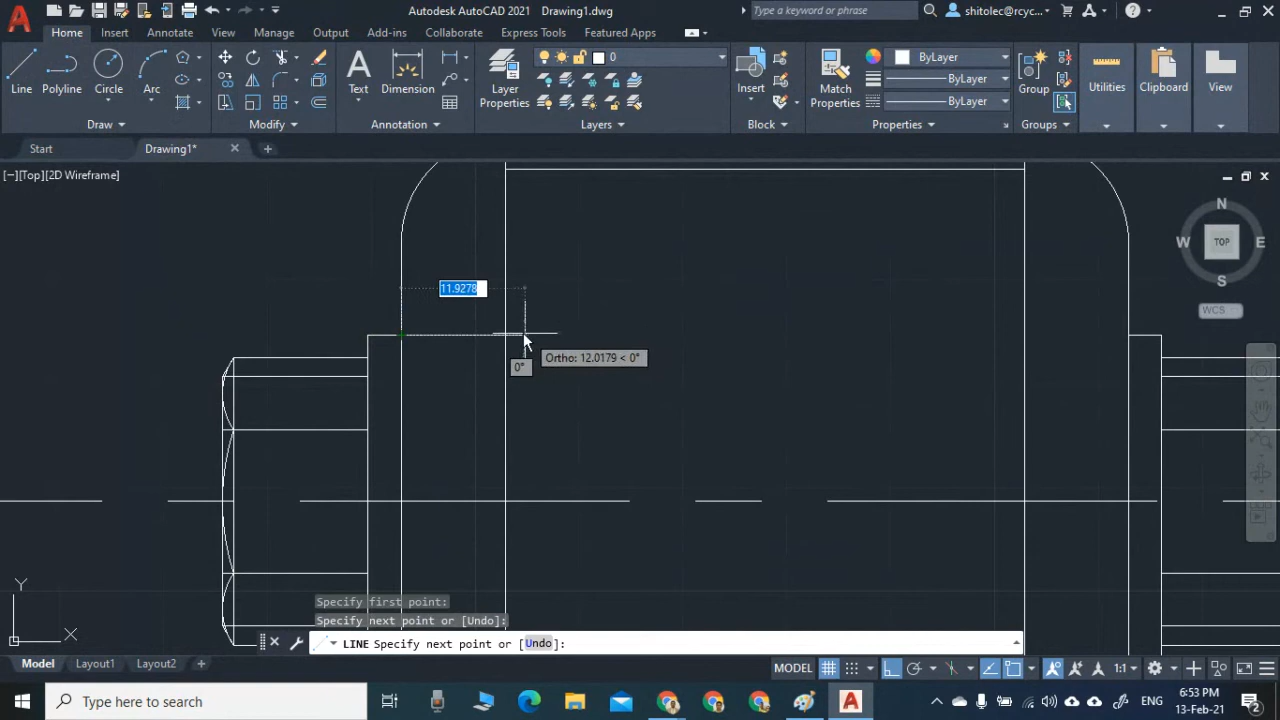 Autodesk AutoCAD 2021 Drawing1.dwg
Type a keyword or phrase
shitolec@rcyc...
Home Insert Annotate View Manage Output Add-ins Collaborate Express Tools Featured Apps
Line Polyline Circle Arc
Text Dimension
Layer Properties
0
Insert
Match Properties
ByLayer
ByLayer
ByLayer
Group
Utilities Clipboard View
Draw Modify Annotation Layers Block Properties Groups
Start Drawing1*
[−][Top][2D Wireframe]
N
W TOP E
S
WCS
11.9278
Ortho: 12.0179 < 0°
0°
Y
X
Specify first point:
Specify next point or [Undo]:
LINE Specify next point or [Undo]:
Model Layout1 Layout2
MODEL 1:1
Type here to search
ENG
6:53 PM
13-Feb-21
2